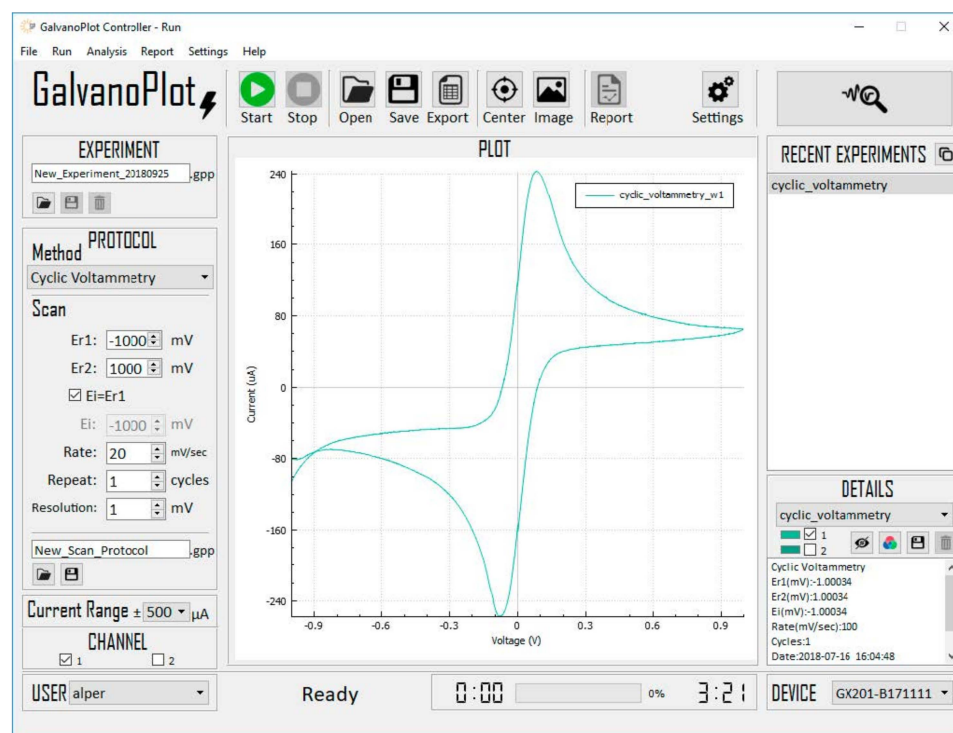 GalvanoPlot Controller - Run
File Run Analysis Report Settings Help
GalvanoPlot
Start Stop Open Save Export Center Image Report Settings
EXPERIMENT
New_Experiment_20180925 .gpp
PROTOCOL
Method
Cyclic Voltammetry
Scan
Er1: -1000 mV
Er2: 1000 mV
Ei=Er1
Ei: -1000 mV
Rate: 20 mV/sec
Repeat: 1 cycles
Resolution: 1 mV
New_Scan_Protocol .gpp
Current Range ± 500 µA
CHANNEL
1 2
PLOT
cyclic_voltammetry_w1
240
160
80
0
-80
-160
-240
Current (uA)
-0.9 -0.6 -0.3 0 0.3 0.6 0.9
Voltage (V)
RECENT EXPERIMENTS
cyclic_voltammetry
DETAILS
cyclic_voltammetry
1
2
Cyclic Voltammetry
Er1(mV):-1.00034
Er2(mV):1.00034
Ei(mV):-1.00034
Rate(mV/sec):100
Cycles:1
Date:2018-07-16 16:04:48
USER alper
Ready
0:00 0% 3:21
DEVICE GX201-B171111